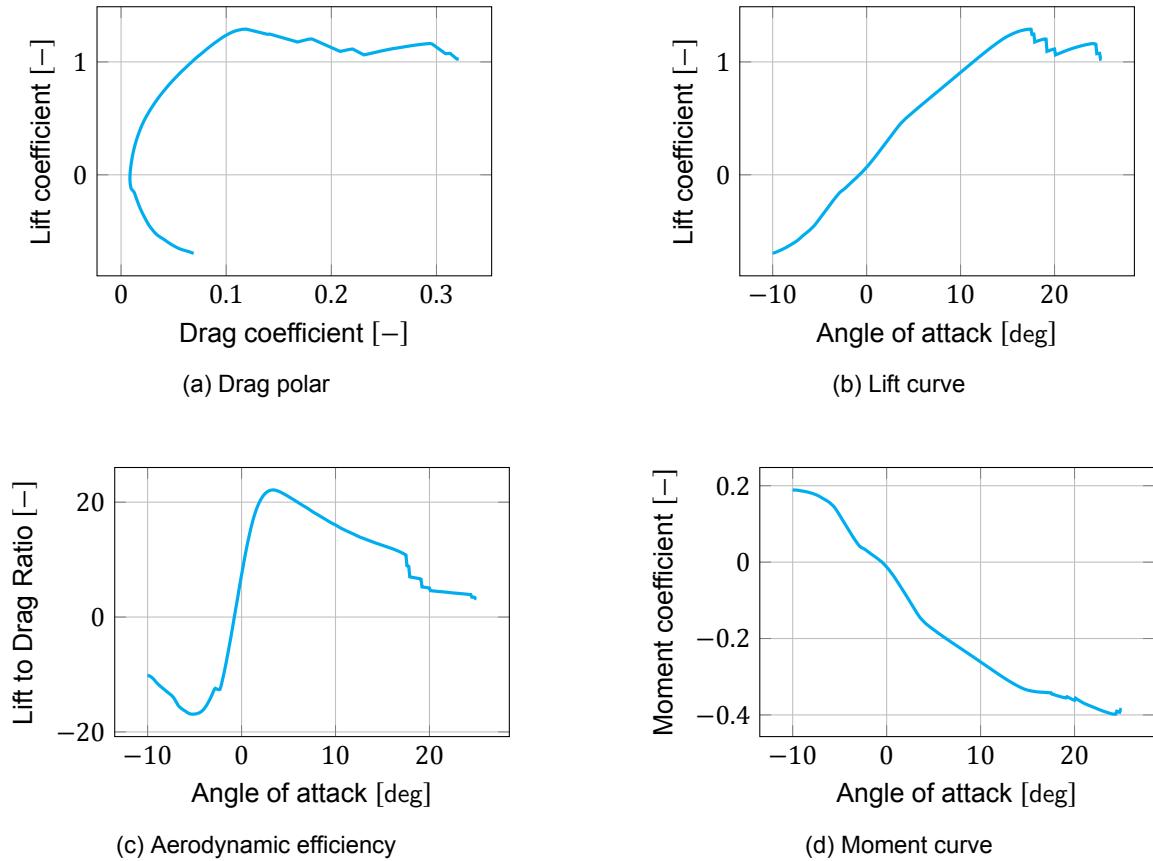 Lift coefficient [−]
1
0
0
0.1
0.2
0.3
Drag coefficient [−]
(a) Drag polar
Lift coefficient [−]
1
0
−10
0
10
20
Angle of attack [deg]
(b) Lift curve
Lift to Drag Ratio [−]
20
0
−20
−10
0
10
20
Angle of attack [deg]
(c) Aerodynamic efficiency
Moment coefficient [−]
0.2
0
−0.2
−0.4
−10
0
10
20
Angle of attack [deg]
(d) Moment curve